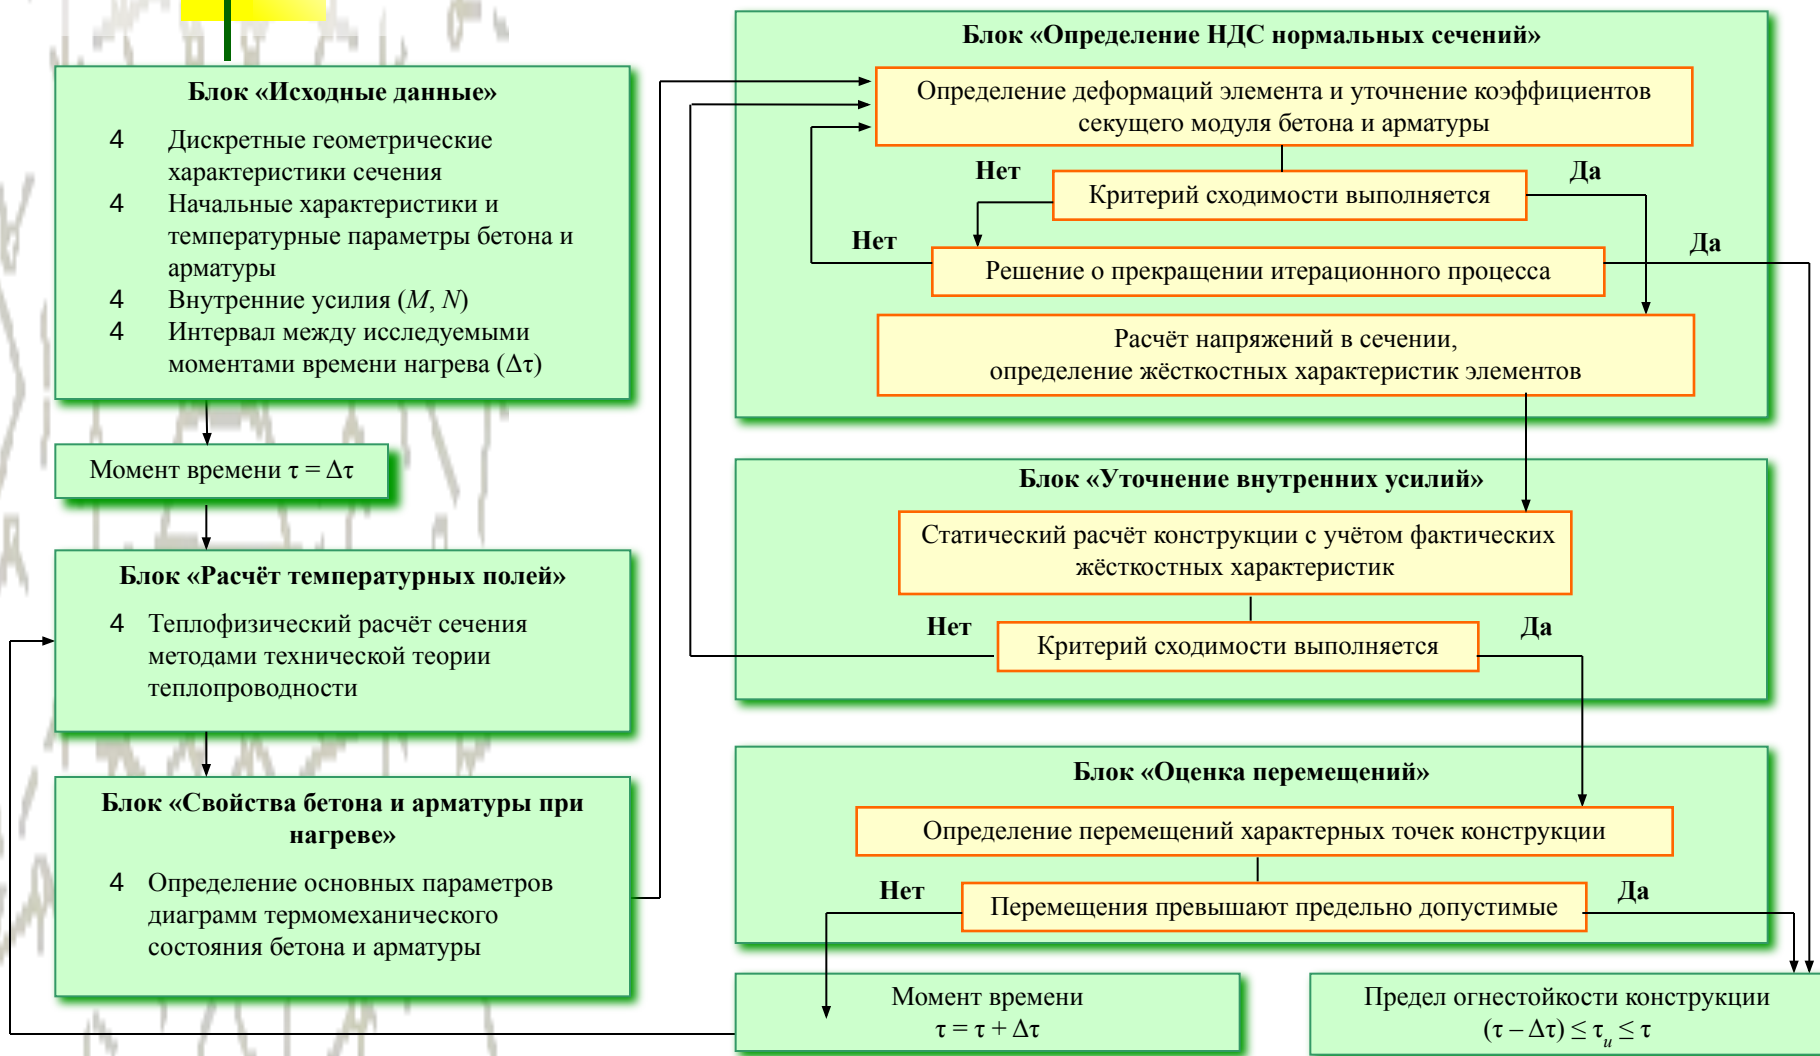 Блок «Исходные данные»
4 Дискретные геометрические
характеристики сечения
4 Начальные характеристики и
температурные параметры бетона и
арматуры
4 Внутренние усилия (M, N)
4 Интервал между исследуемыми
моментами времени нагрева (Δτ)
Момент времени τ = Δτ
Блок «Расчёт температурных полей»
4 Теплофизический расчёт сечения
методами технической теории
теплопроводности
Блок «Свойства бетона и арматуры при
нагреве»
4 Определение основных параметров
диаграмм термомеханического
состояния бетона и арматуры
Блок «Определение НДС нормальных сечений»
Определение деформаций элемента и уточнение коэффициентов
секущего модуля бетона и арматуры
Нет
Да
Критерий сходимости выполняется
Нет
Да
Решение о прекращении итерационного процесса
Расчёт напряжений в сечении,
определение жёсткостных характеристик элементов
Блок «Уточнение внутренних усилий»
Статический расчёт конструкции с учётом фактических
жёсткостных характеристик
Нет
Да
Критерий сходимости выполняется
Блок «Оценка перемещений»
Определение перемещений характерных точек конструкции
Нет
Да
Перемещения превышают предельно допустимые
Момент времени
τ = τ + Δτ
Предел огнестойкости конструкции
(τ – Δτ) ≤ τu ≤ τ